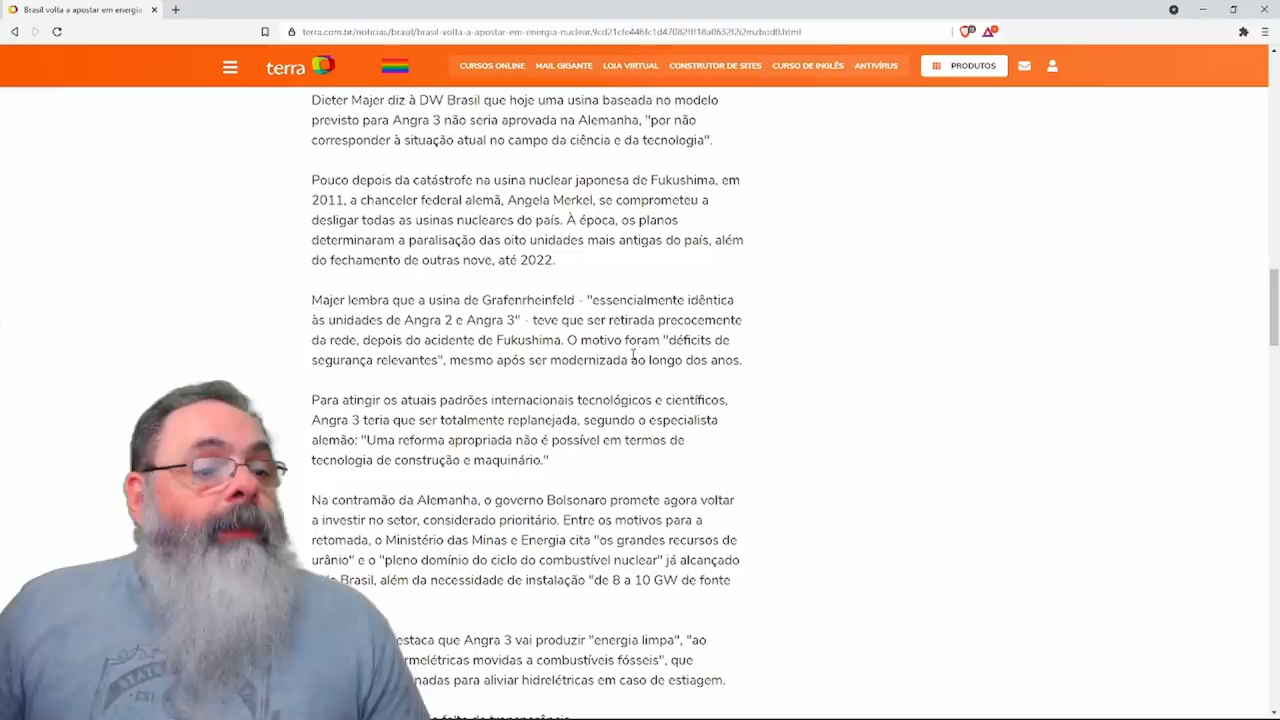 Brasil volta a apostar em energia
terra.com.br/noticias/brasil/brasil-volta-a-apostar-em-energia-nuclear,9cd21cfe446fc1d47082fff18a0632f2i2mzbod0.html
terra
CURSOS ONLINE MAIL GIGANTE LOJA VIRTUAL CONSTRUTOR DE SITES CURSO DE INGLÊS ANTIVÍRUS PRODUTOS
Dieter Majer diz à DW Brasil que hoje uma usina baseada no modelo
previsto para Angra 3 não seria aprovada na Alemanha, "por não
corresponder à situação atual no campo da ciência e da tecnologia".
Pouco depois da catástrofe na usina nuclear japonesa de Fukushima, em
2011, a chanceler federal alemã, Angela Merkel, se comprometeu a
desligar todas as usinas nucleares do país. À época, os planos
determinaram a paralisação das oito unidades mais antigas do país, além
do fechamento de outras nove, até 2022.
Majer lembra que a usina de Grafenrheinfeld - "essencialmente idêntica
às unidades de Angra 2 e Angra 3" - teve que ser retirada precocemente
da rede, depois do acidente de Fukushima. O motivo foram "déficits de
segurança relevantes", mesmo após ser modernizada ao longo dos anos.
Para atingir os atuais padrões internacionais tecnológicos e científicos,
Angra 3 teria que ser totalmente replanejada, segundo o especialista
alemão: "Uma reforma apropriada não é possível em termos de
tecnologia de construção e maquinário."
Na contramão da Alemanha, o governo Bolsonaro promete agora voltar
a investir no setor, considerado prioritário. Entre os motivos para a
retomada, o Ministério das Minas e Energia cita "os grandes recursos de
urânio" e o "pleno domínio do ciclo do combustível nuclear" já alcançado
Brasil, além da necessidade de instalação "de 8 a 10 GW de fonte
estaca que Angra 3 vai produzir "energia limpa", "ao
rmelétricas movidas a combustíveis fósseis", que
nadas para aliviar hidrelétricas em caso de estiagem.